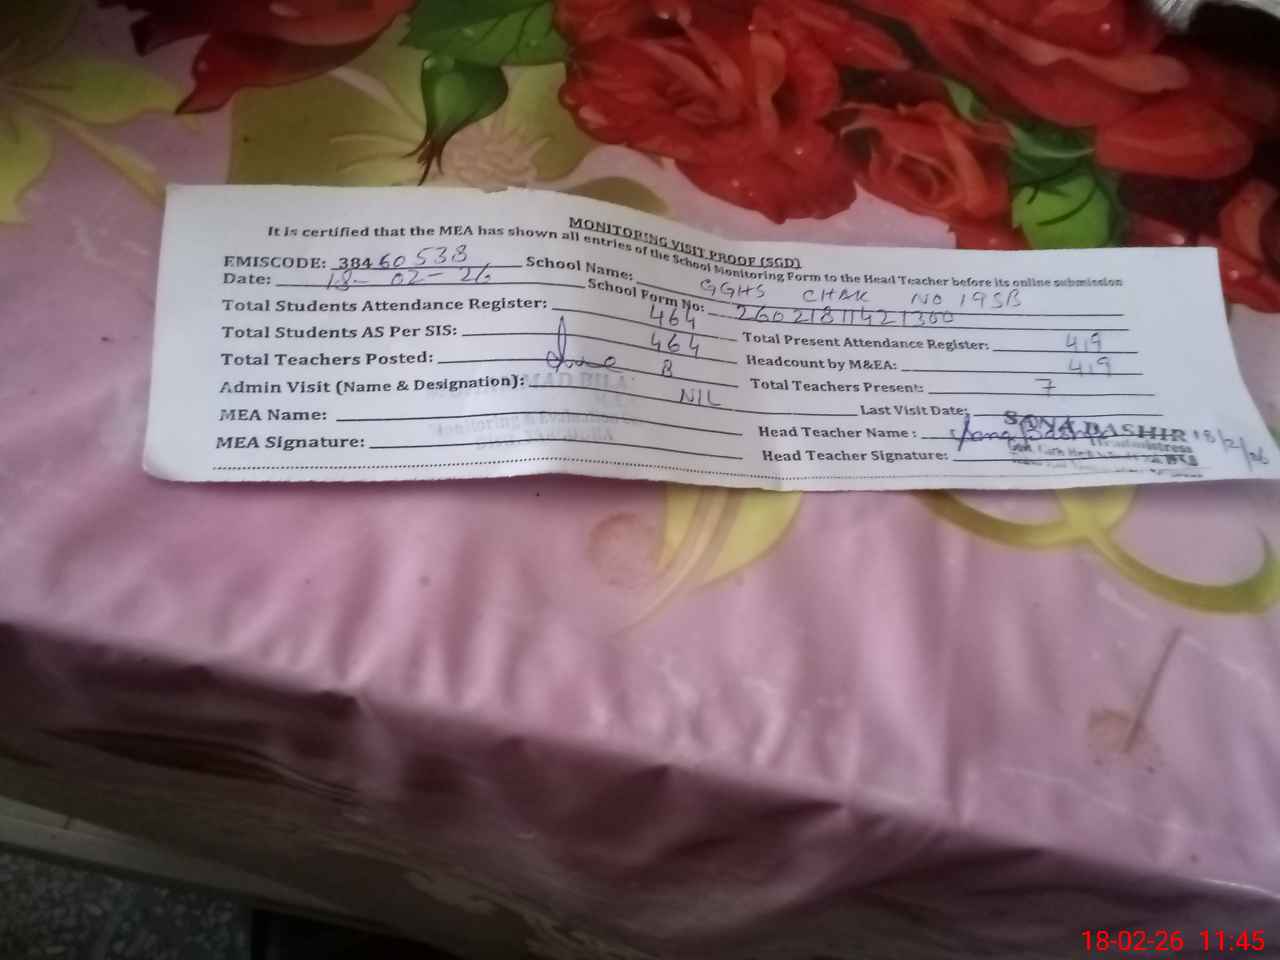 MONITORING VISIT PROOF (SGD)
It is certified that the MEA has shown all entries of the School Monitoring Form to the Head Teacher before its online submission
EMISCODE: 38460538 School Name: GGHS CHAK NO 19SB
Date: 18-02-26 School Form No: 26021811421300
Total Students Attendance Register: 464 Total Present Attendance Register: 419
Total Students AS Per SIS: 464 Headcount by M&EA: 419
Total Teachers Posted: 8 Total Teachers Present: 7
Admin Visit (Name & Designation): NIL Last Visit Date:
MEA Name: Head Teacher Name: 18/2/26
MEA Signature: Head Teacher Signature:
Monitoring & Evaluation
SONA BASHIR
Headmistress
18-02-26 11:45